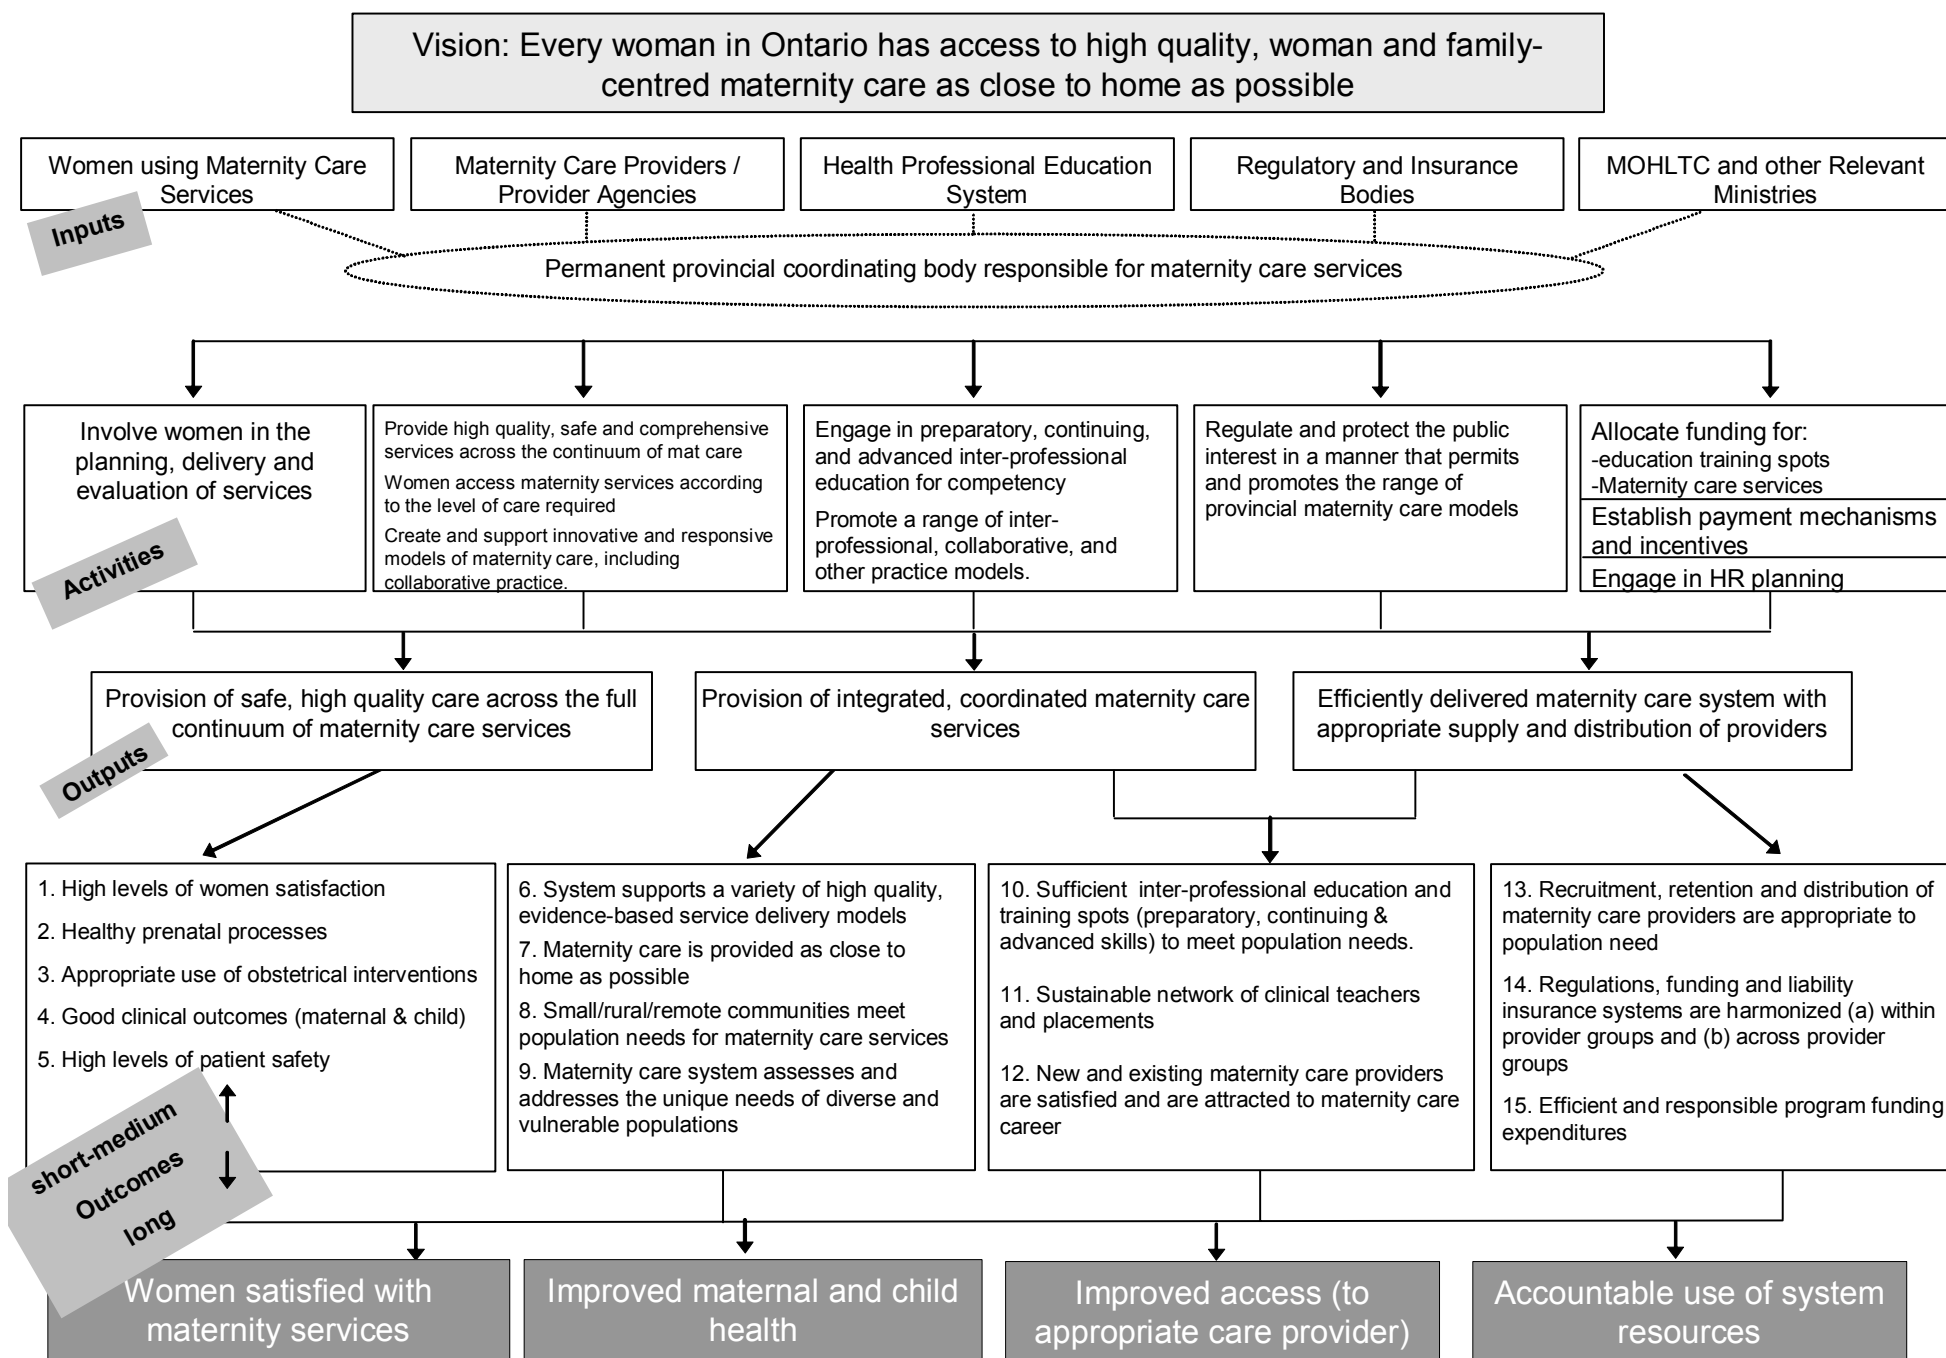 Vision: Every woman in Ontario has access to high quality, woman and family-
centred maternity care as close to home as possible
Women using Maternity Care
Services
Maternity Care Providers /
Provider Agencies
Health Professional Education
System
Regulatory and Insurance
Bodies
MOHLTC and other Relevant
Ministries
Inputs
Permanent provincial coordinating body responsible for maternity care services
Involve women in the
planning, delivery and
evaluation of services
Provide high quality, safe and comprehensive
services across the continuum of mat care
Women access maternity services according
to the level of care required
Create and support innovative and responsive
models of maternity care, including
collaborative practice.
Engage in preparatory, continuing,
and advanced inter-professional
education for competency
Promote a range of inter-
professional, collaborative, and
other practice models.
Regulate and protect the public
interest in a manner that permits
and promotes the range of
provincial maternity care models
Allocate funding for:
-education training spots
-Maternity care services
Establish payment mechanisms
and incentives
Engage in HR planning
Activities
Provision of safe, high quality care across the full
continuum of maternity care services
Provision of integrated, coordinated maternity care
services
Efficiently delivered maternity care system with
appropriate supply and distribution of providers
Outputs
1. High levels of women satisfaction
2. Healthy prenatal processes
3. Appropriate use of obstetrical interventions
4. Good clinical outcomes (maternal & child)
5. High levels of patient safety
6. System supports a variety of high quality,
evidence-based service delivery models
7. Maternity care is provided as close to
home as possible
8. Small/rural/remote communities meet
population needs for maternity care services
9. Maternity care system assesses and
addresses the unique needs of diverse and
vulnerable populations
10. Sufficient inter-professional education and
training spots (preparatory, continuing &
advanced skills) to meet population needs.
11. Sustainable network of clinical teachers
and placements
12. New and existing maternity care providers
are satisfied and are attracted to maternity care
career
13. Recruitment, retention and distribution of
maternity care providers are appropriate to
population need
14. Regulations, funding and liability
insurance systems are harmonized (a) within
provider groups and (b) across provider
groups
15. Efficient and responsible program funding
expenditures
short-medium
Outcomes
long
Women satisfied with
maternity services
Improved maternal and child
health
Improved access (to
appropriate care provider)
Accountable use of system
resources